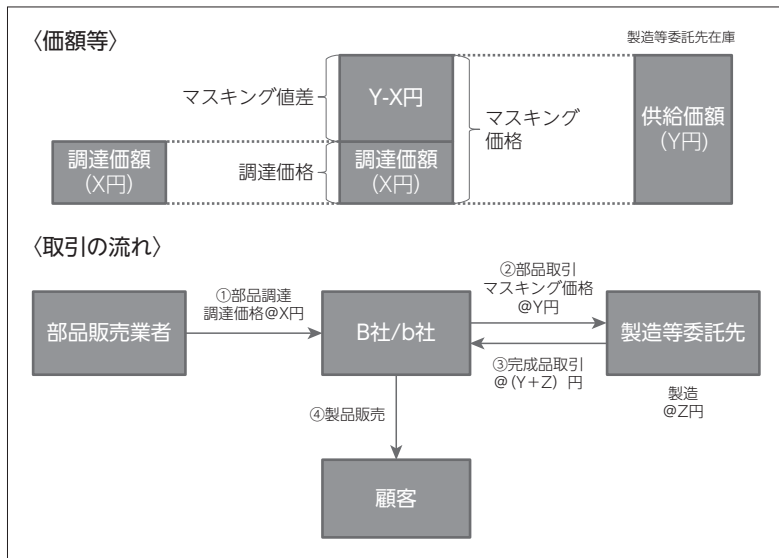 〈価額等〉
製造等委託先在庫
マスキング値差
Y-X円
マスキング
価格
供給価額
(Y円)
調達価額
(X円)
調達価格
調達価額
(X円)
〈取引の流れ〉
①部品調達
調達価格@X円
②部品取引
マスキング価格
@Y円
部品販売業者
B社/b社
製造等委託先
③完成品取引
@(Y+Z) 円
製造
@Z円
④製品販売
顧客